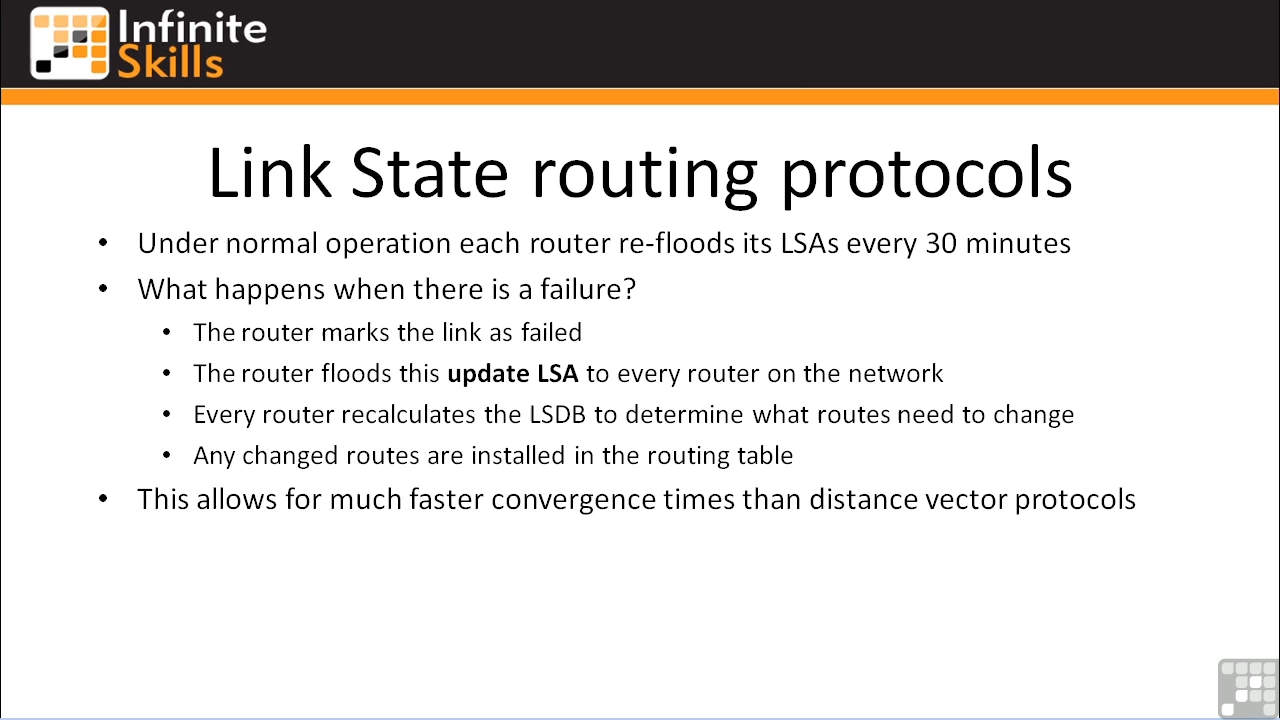 Infinite
Skills
Link State routing protocols
• Under normal operation each router re-floods its LSAs every 30 minutes
• What happens when there is a failure?
• The router marks the link as failed
• The router floods this update LSA to every router on the network
• Every router recalculates the LSDB to determine what routes need to change
• Any changed routes are installed in the routing table
• This allows for much faster convergence times than distance vector protocols